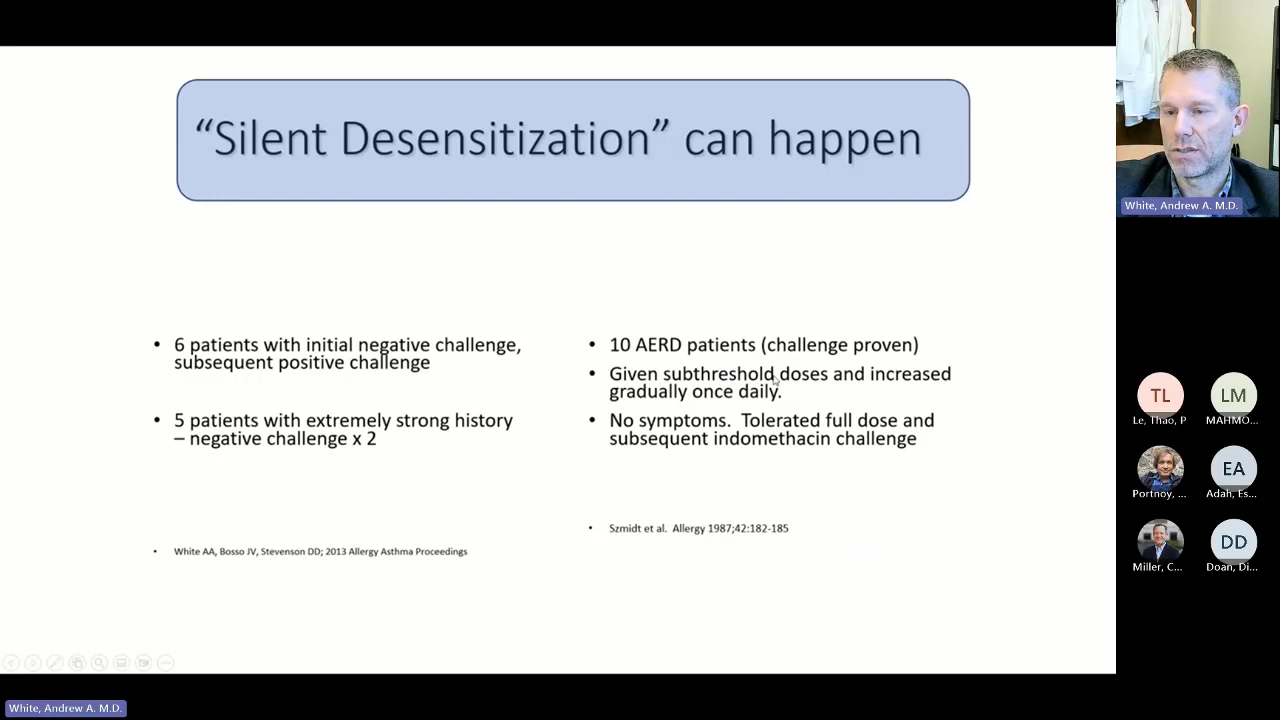 “Silent Desensitization” can happen
• 6 patients with initial negative challenge,
subsequent positive challenge
• 5 patients with extremely strong history
– negative challenge x 2
• White AA, Bosso JV, Stevenson DD; 2013 Allergy Asthma Proceedings
• 10 AERD patients (challenge proven)
• Given subthreshold doses and increased
gradually once daily.
• No symptoms.  Tolerated full dose and
subsequent indomethacin challenge
• Szmidt et al.  Allergy 1987;42:182-185
White, Andrew A. M.D.
TL
Le, Thao, P
LM
MAHMO...
Portnoy, ...
EA
Adah, Es...
Miller, C...
DD
Doan, Di...
White, Andrew A. M.D.